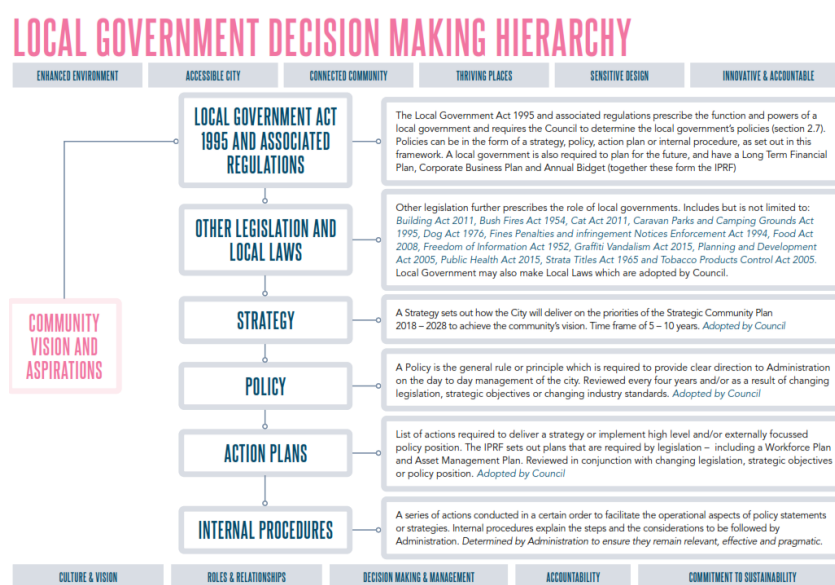 LOCAL GOVERNMENT DECISION MAKING HIERARCHY
ENHANCED ENVIRONMENT
ACCESSIBLE CITY
CONNECTED COMMUNITY
THRIVING PLACES
SENSITIVE DESIGN
INNOVATIVE & ACCOUNTABLE
LOCAL GOVERNMENT ACT
1995 AND ASSOCIATED
REGULATIONS
The Local Government Act 1995 and associated regulations prescribe the function and powers of a
local government and requires the Council to determine the local government's policies (section 2.7).
Policies can be in the form of a strategy, policy, action plan or internal procedure, as set out in this
framework. A local government is also required to plan for the future, and have a Long Term Financial
Plan, Corporate Business Plan and Annual Budget (together these form the IPRF)
OTHER LEGISLATION AND
LOCAL LAWS
Other legislation further prescribes the role of local governments. Includes but is not limited to:
Building Act 2011, Bush Fires Act 1954, Cat Act 2011, Caravan Parks and Camping Grounds Act
1995, Dog Act 1976, Fines Penalties and infringement Notices Enforcement Act 1994, Food Act
2008, Freedom of Information Act 1952, Graffiti Vandalism Act 2015, Planning and Development
Act 2005, Public Health Act 2015, Strata Titles Act 1965 and Tobacco Products Control Act 2005.
Local Government may also make Local Laws which are adopted by Council.
COMMUNITY
VISION AND
ASPIRATIONS
STRATEGY
A Strategy sets out how the City will deliver on the priorities of the Strategic Community Plan
2018 – 2028 to achieve the community's vision. Time frame of 5 – 10 years. Adopted by Council
POLICY
A Policy is the general rule or principle which is required to provide clear direction to Administration
on the day to day management of the city. Reviewed every four years and/or as a result of changing
legislation, strategic objectives or changing industry standards. Adopted by Council
ACTION PLANS
List of actions required to deliver a strategy or implement high level and/or externally focussed
policy position. The IPRF sets out plans that are required by legislation – including a Workforce Plan
and Asset Management Plan. Reviewed in conjunction with changing legislation, strategic objectives
or policy position. Adopted by Council
INTERNAL PROCEDURES
A series of actions conducted in a certain order to facilitate the operational aspects of policy statements
or strategies. Internal procedures explain the steps and the considerations to be followed by
Administration. Determined by Administration to ensure they remain relevant, effective and pragmatic.
CULTURE & VISION
ROLES & RELATIONSHIPS
DECISION MAKING & MANAGEMENT
ACCOUNTABILITY
COMMITMENT TO SUSTAINABILITY